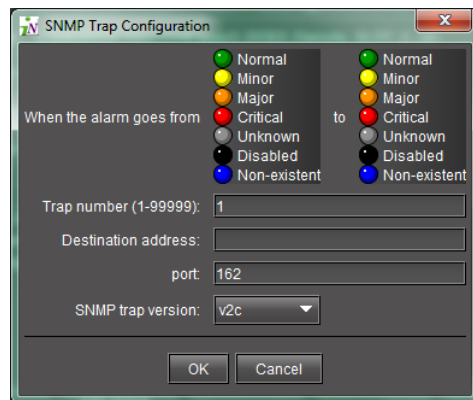 SNMP Trap Configuration
When the alarm goes from
Normal
Minor
Major
Critical
Unknown
Disabled
Non-existent
to
Normal
Minor
Major
Critical
Unknown
Disabled
Non-existent
Trap number (1-99999): 1
Destination address:
port: 162
SNMP trap version: v2c
OK Cancel